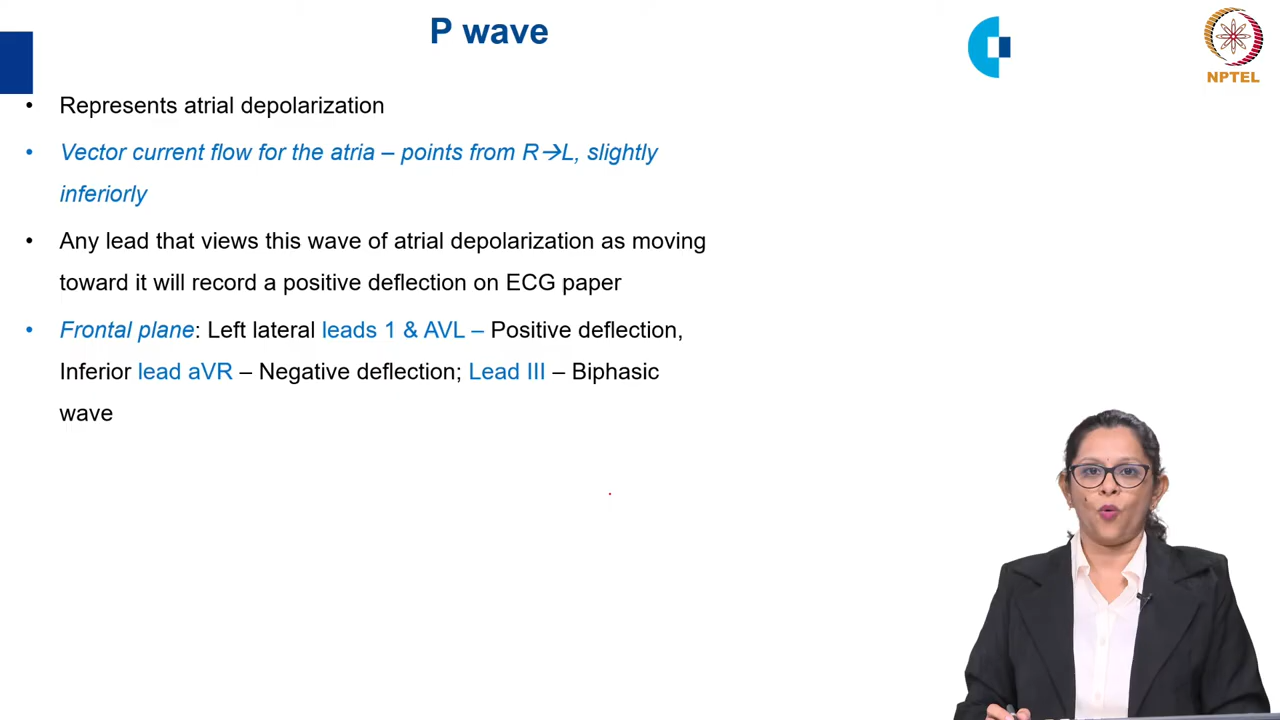 P wave
NPTEL
• Represents atrial depolarization
• Vector current flow for the atria – points from R→L, slightly
inferiorly
• Any lead that views this wave of atrial depolarization as moving
toward it will record a positive deflection on ECG paper
• Frontal plane: Left lateral leads 1 & AVL – Positive deflection,
Inferior lead aVR – Negative deflection; Lead III – Biphasic
wave